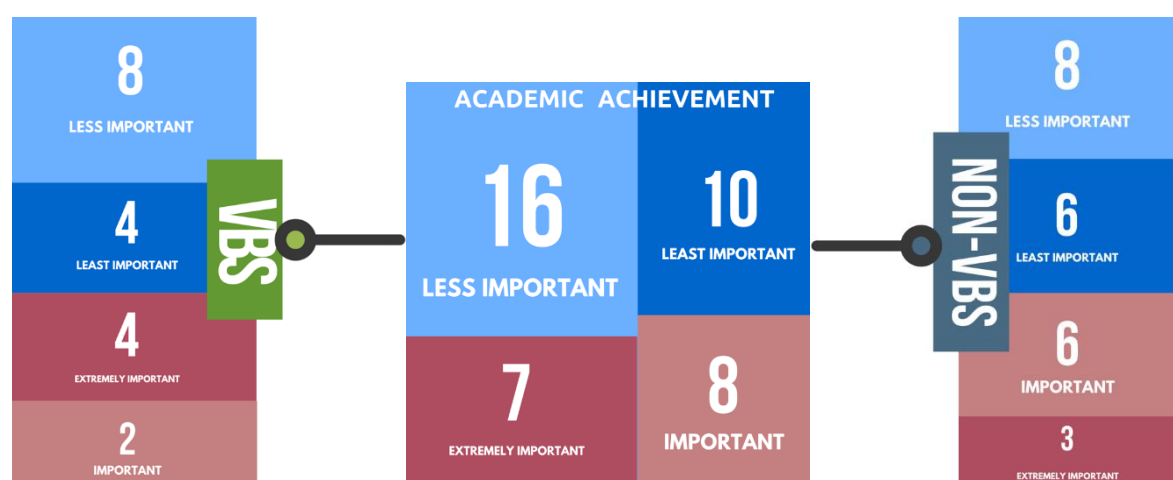 8
LESS IMPORTANT
4
LEAST IMPORTANT
4
EXTREMELY IMPORTANT
2
IMPORTANT
VBS
ACADEMIC ACHIEVEMENT
16
LESS IMPORTANT
10
LEAST IMPORTANT
7
EXTREMELY IMPORTANT
8
IMPORTANT
NON-VBS
8
LESS IMPORTANT
6
LEAST IMPORTANT
6
IMPORTANT
3
EXTREMELY IMPORTANT